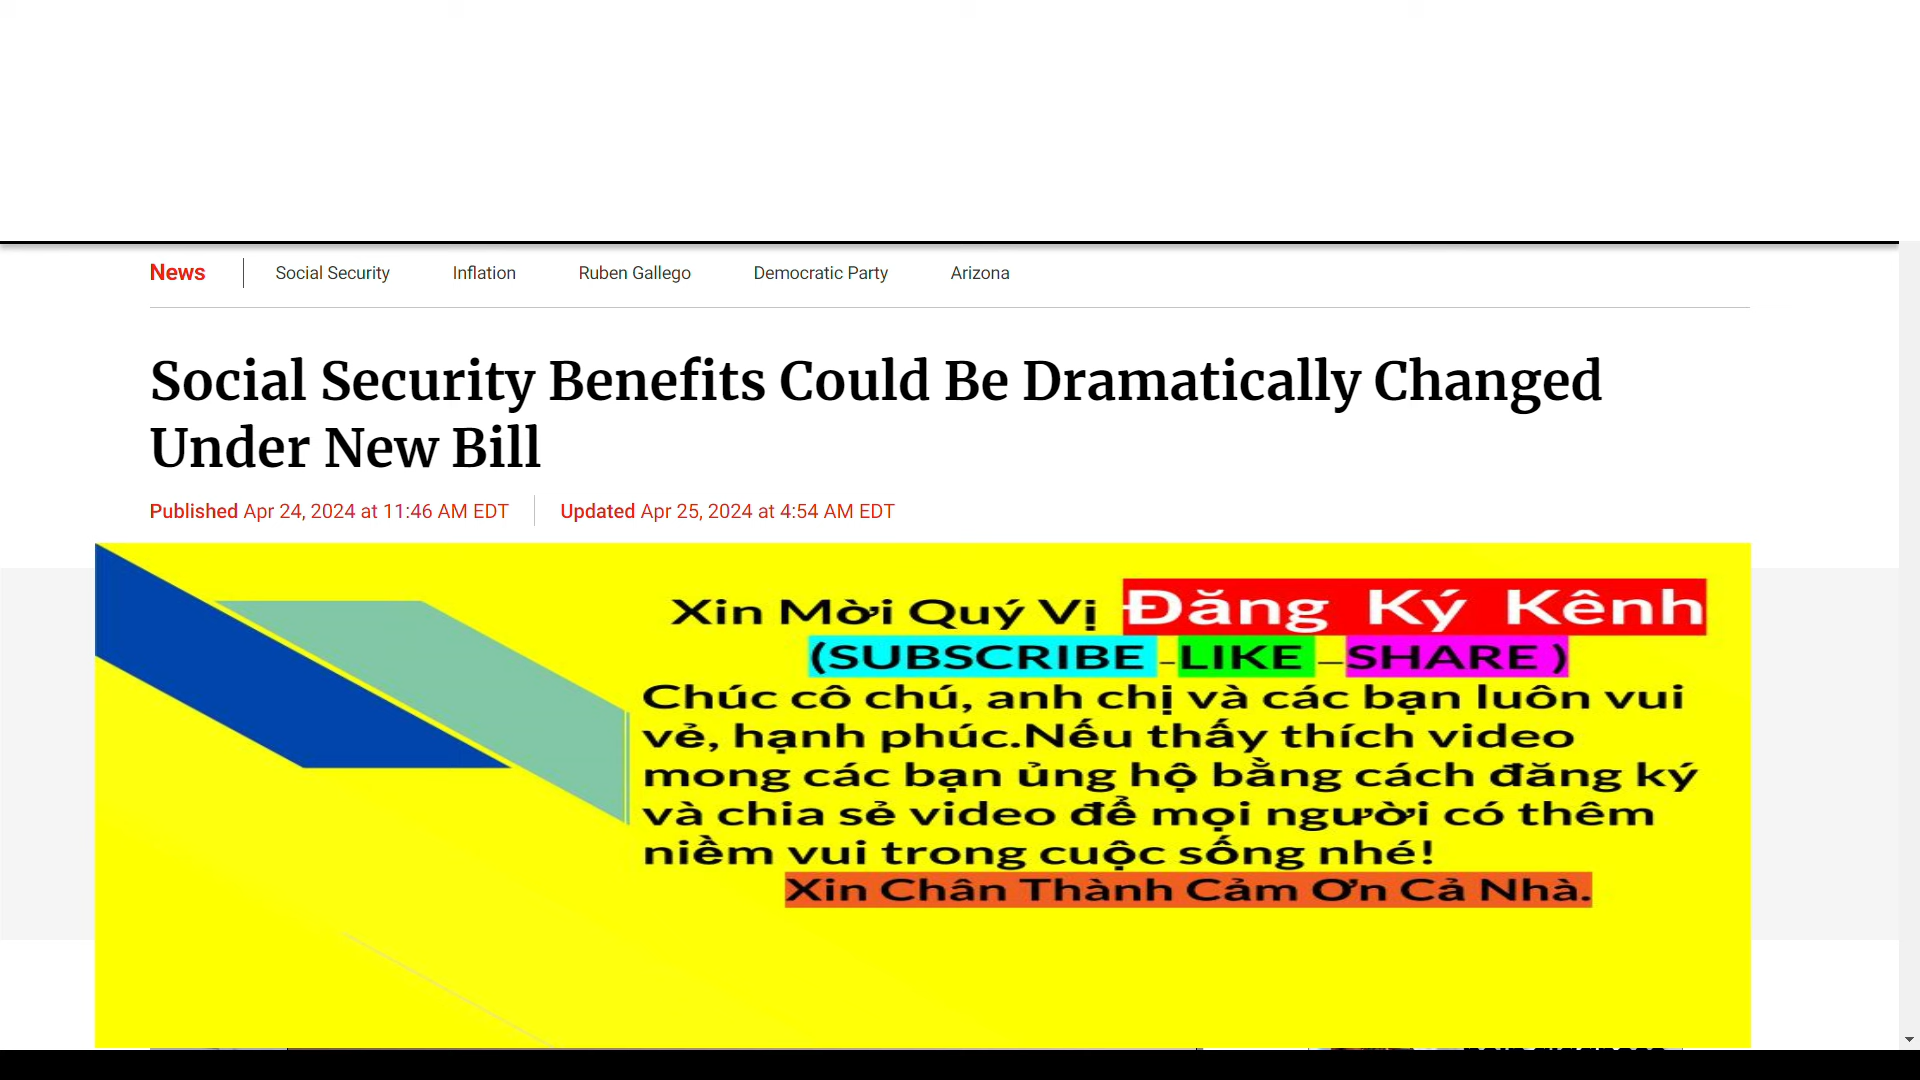 News Social Security Inflation Ruben Gallego Democratic Party Arizona
Social Security Benefits Could Be Dramatically Changed
Under New Bill
Published Apr 24, 2024 at 11:46 AM EDT Updated Apr 25, 2024 at 4:54 AM EDT
Xin Mời Quý Vị Đăng Ký Kênh
(SUBSCRIBE –LIKE –SHARE )
Chúc cô chú, anh chị và các bạn luôn vui
vẻ, hạnh phúc.Nếu thấy thích video
mong các bạn ủng hộ bằng cách đăng ký
và chia sẻ video để mọi người có thêm
niềm vui trong cuộc sống nhé!
Xin Chân Thành Cảm Ơn Cả Nhà.